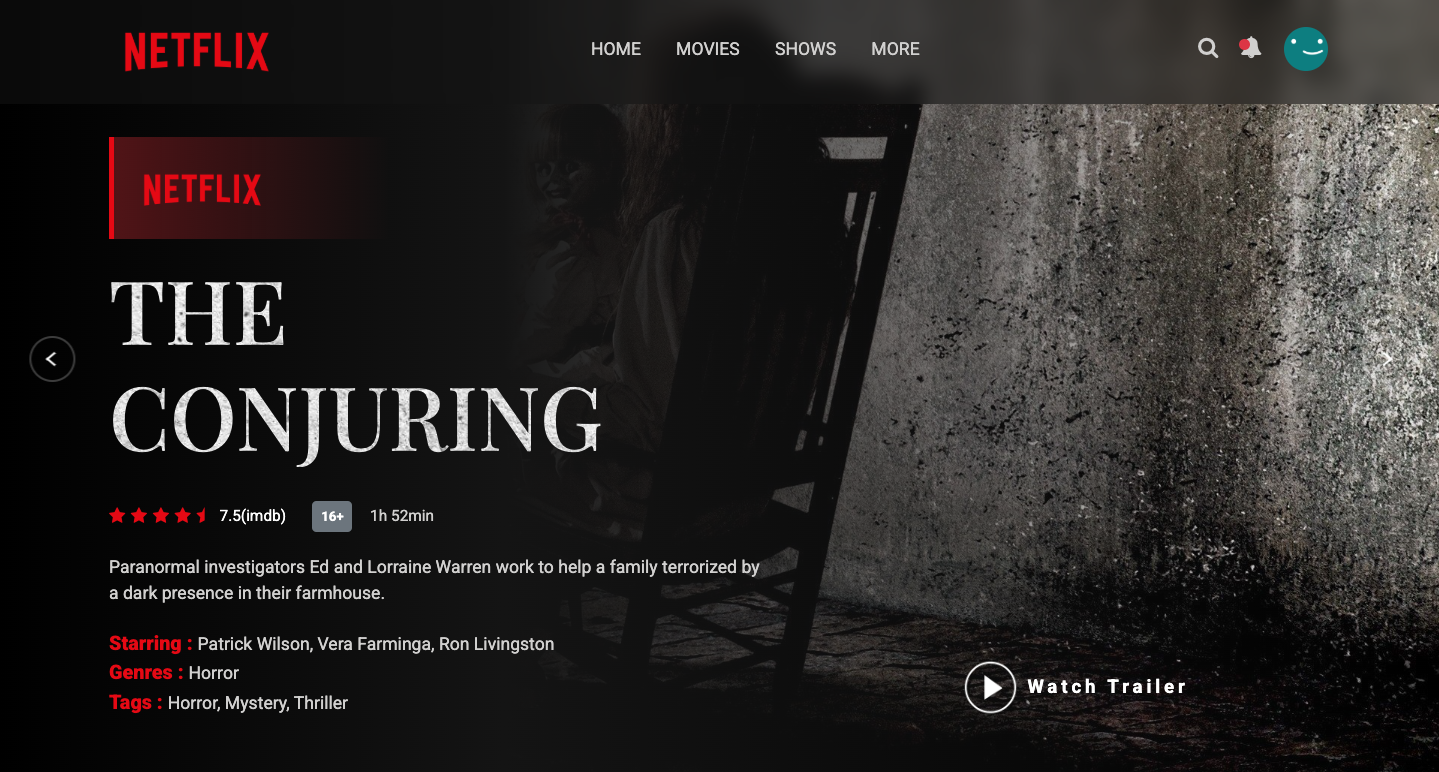 NETFLIX
HOME MOVIES SHOWS MORE
NETFLIX
THE
CONJURING
7.5(imdb) 16+ 1h 52min
Paranormal investigators Ed and Lorraine Warren work to help a family terrorized by
a dark presence in their farmhouse.
Starring : Patrick Wilson, Vera Farminga, Ron Livingston
Genres : Horror
Tags : Horror, Mystery, Thriller
Watch Trailer